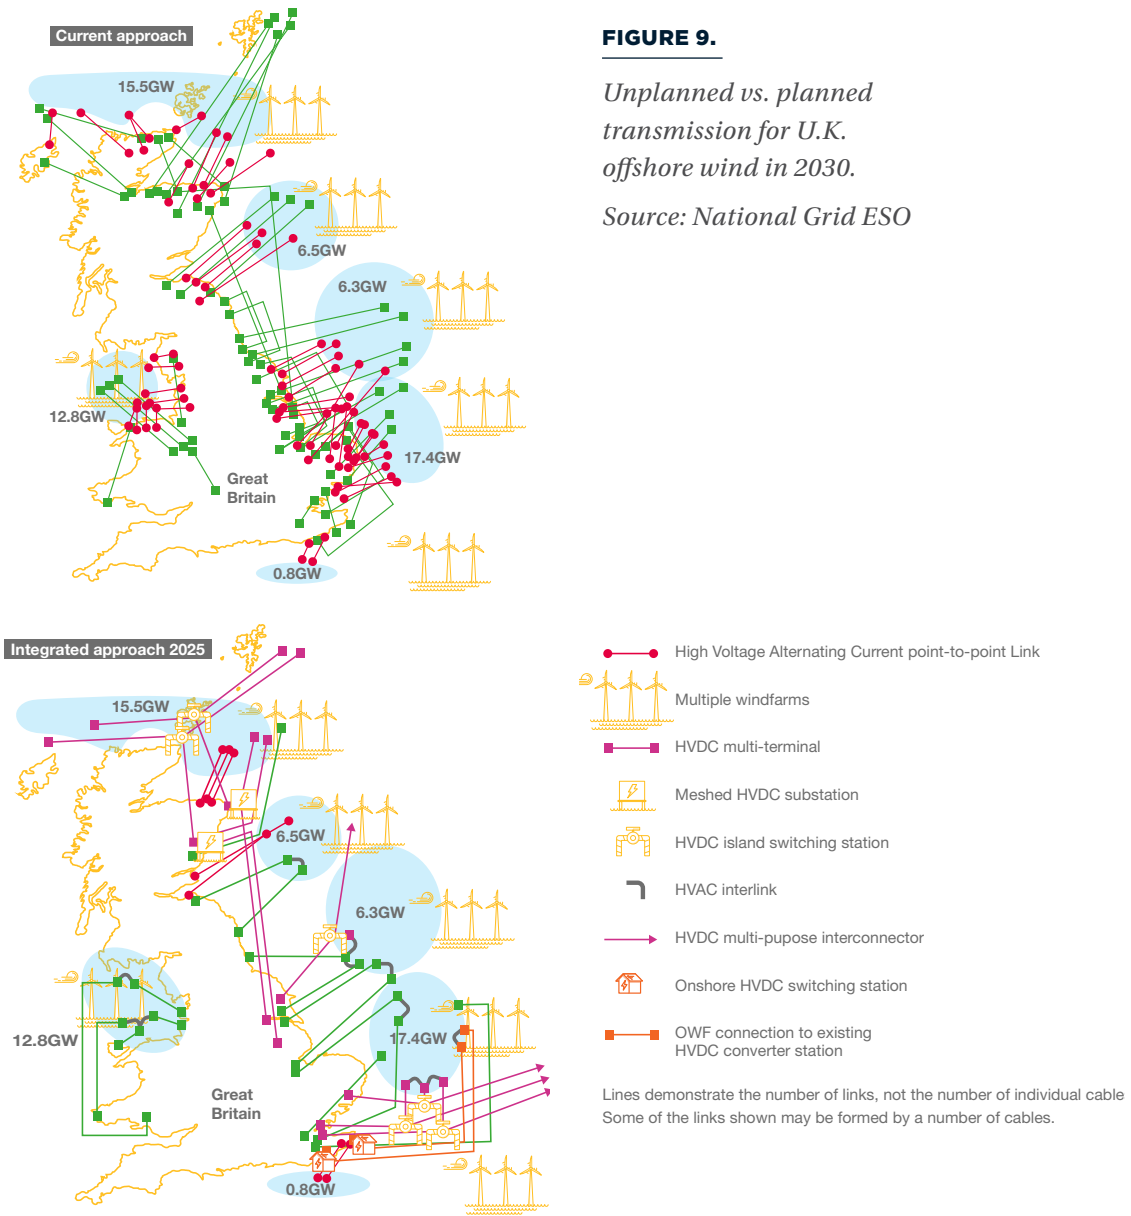 Current approach
15.5GW
6.5GW
6.3GW
12.8GW
17.4GW
Great
Britain
0.8GW
FIGURE 9.
Unplanned vs. planned
transmission for U.K.
offshore wind in 2030.
Source: National Grid ESO
Integrated approach 2025
15.5GW
6.5GW
6.3GW
12.8GW
17.4GW
Great
Britain
0.8GW
High Voltage Alternating Current point-to-point Link
Multiple windfarms
HVDC multi-terminal
Meshed HVDC substation
HVDC island switching station
HVAC interlink
HVDC multi-pupose interconnector
Onshore HVDC switching station
OWF connection to existing
HVDC converter station
Lines demonstrate the number of links, not the number of individual cable
Some of the links shown may be formed by a number of cables.